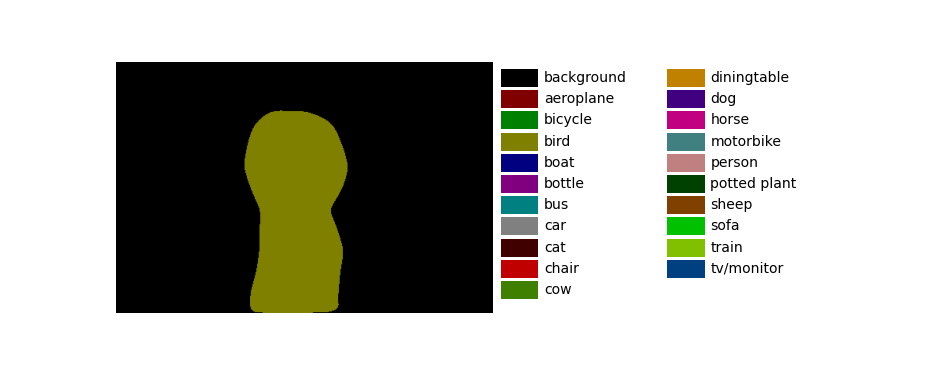 background
aeroplane
bicycle
bird
boat
bottle
bus
car
cat
chair
cow
diningtable
dog
horse
motorbike
person
potted plant
sheep
sofa
train
tv/monitor